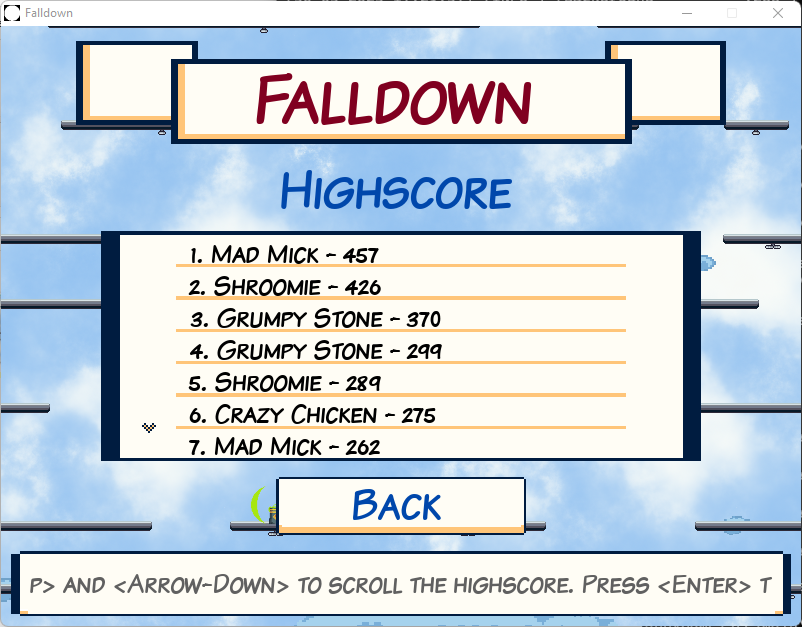 Falldown
Falldown
Highscore
1. Mad Mick - 457
2. Shroomie - 426
3. Grumpy Stone - 370
4. Grumpy Stone - 299
5. Shroomie - 289
6. Crazy Chicken - 275
7. Mad Mick - 262
Back
p> and <Arrow-Down> to scroll the highscore. Press <Enter> t